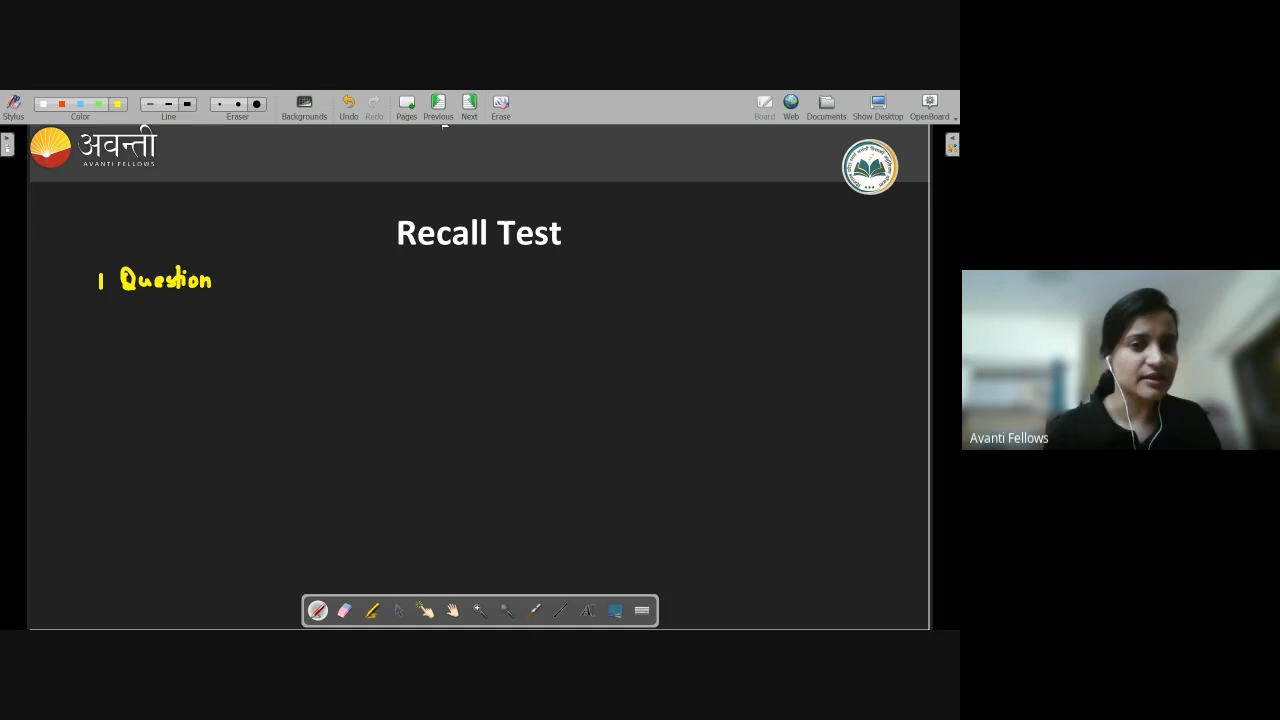 Stylus
Color
Line
Eraser
Backgrounds
Undo
Redo
Pages
Previous
Next
Erase
Board
Web
Documents
Show Desktop
OpenBoard
अवन्ती
AVANTI FELLOWS
Recall Test
1 Question
Avanti Fellows